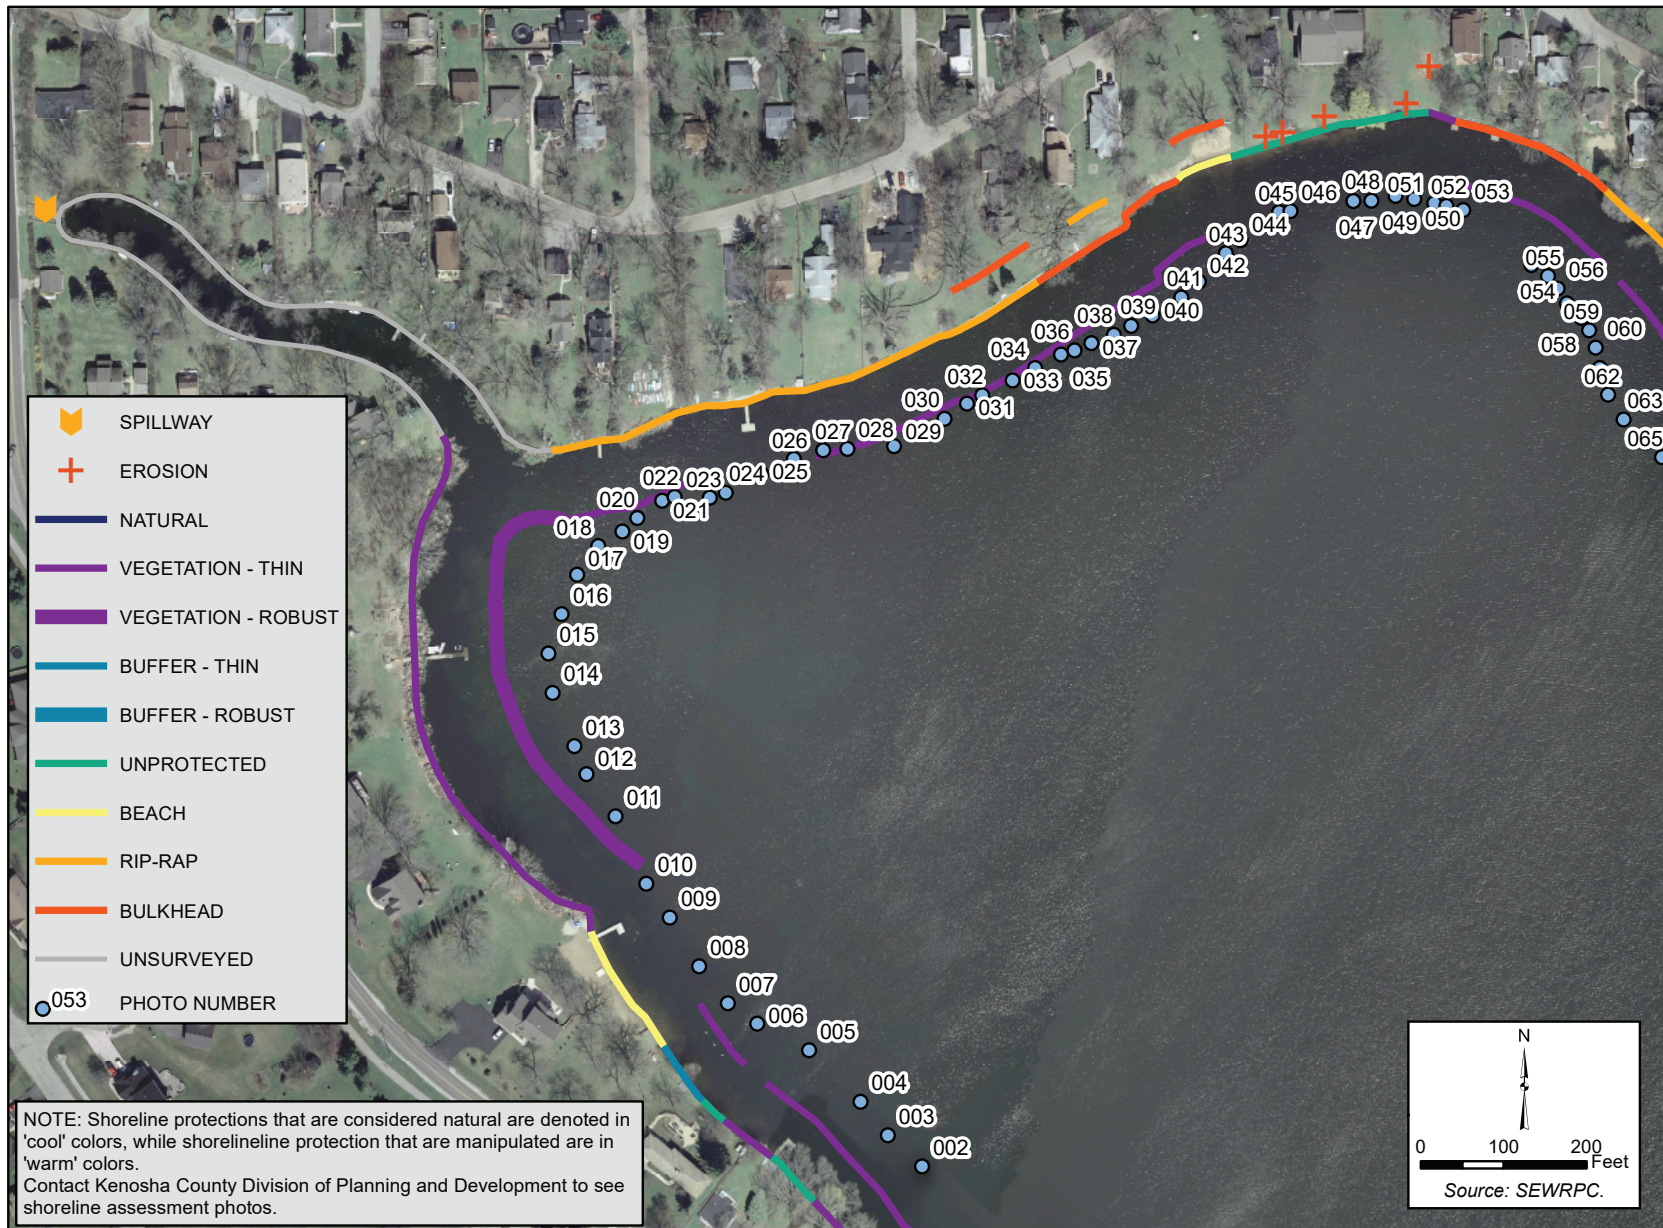 045
046
048
051
052
053
044
047
049
050
043
042
055
056
054
041
059
060
040
039
038
058
036
037
034
062
035
033
032
063
031
030
065
029
028
027
026
025
024
023
022
021
020
019
018
017
016
015
014
013
012
011
010
009
008
007
006
005
004
003
002
SPILLWAY
EROSION
NATURAL
VEGETATION - THIN
VEGETATION - ROBUST
BUFFER - THIN
BUFFER - ROBUST
UNPROTECTED
BEACH
RIP-RAP
BULKHEAD
UNSURVEYED
053 PHOTO NUMBER
NOTE: Shoreline protections that are considered natural are denoted in
'cool' colors, while shorelineline protection that are manipulated are in
'warm' colors.
Contact Kenosha County Division of Planning and Development to see
shoreline assessment photos.
N
0 100 200
Feet
Source: SEWRPC.